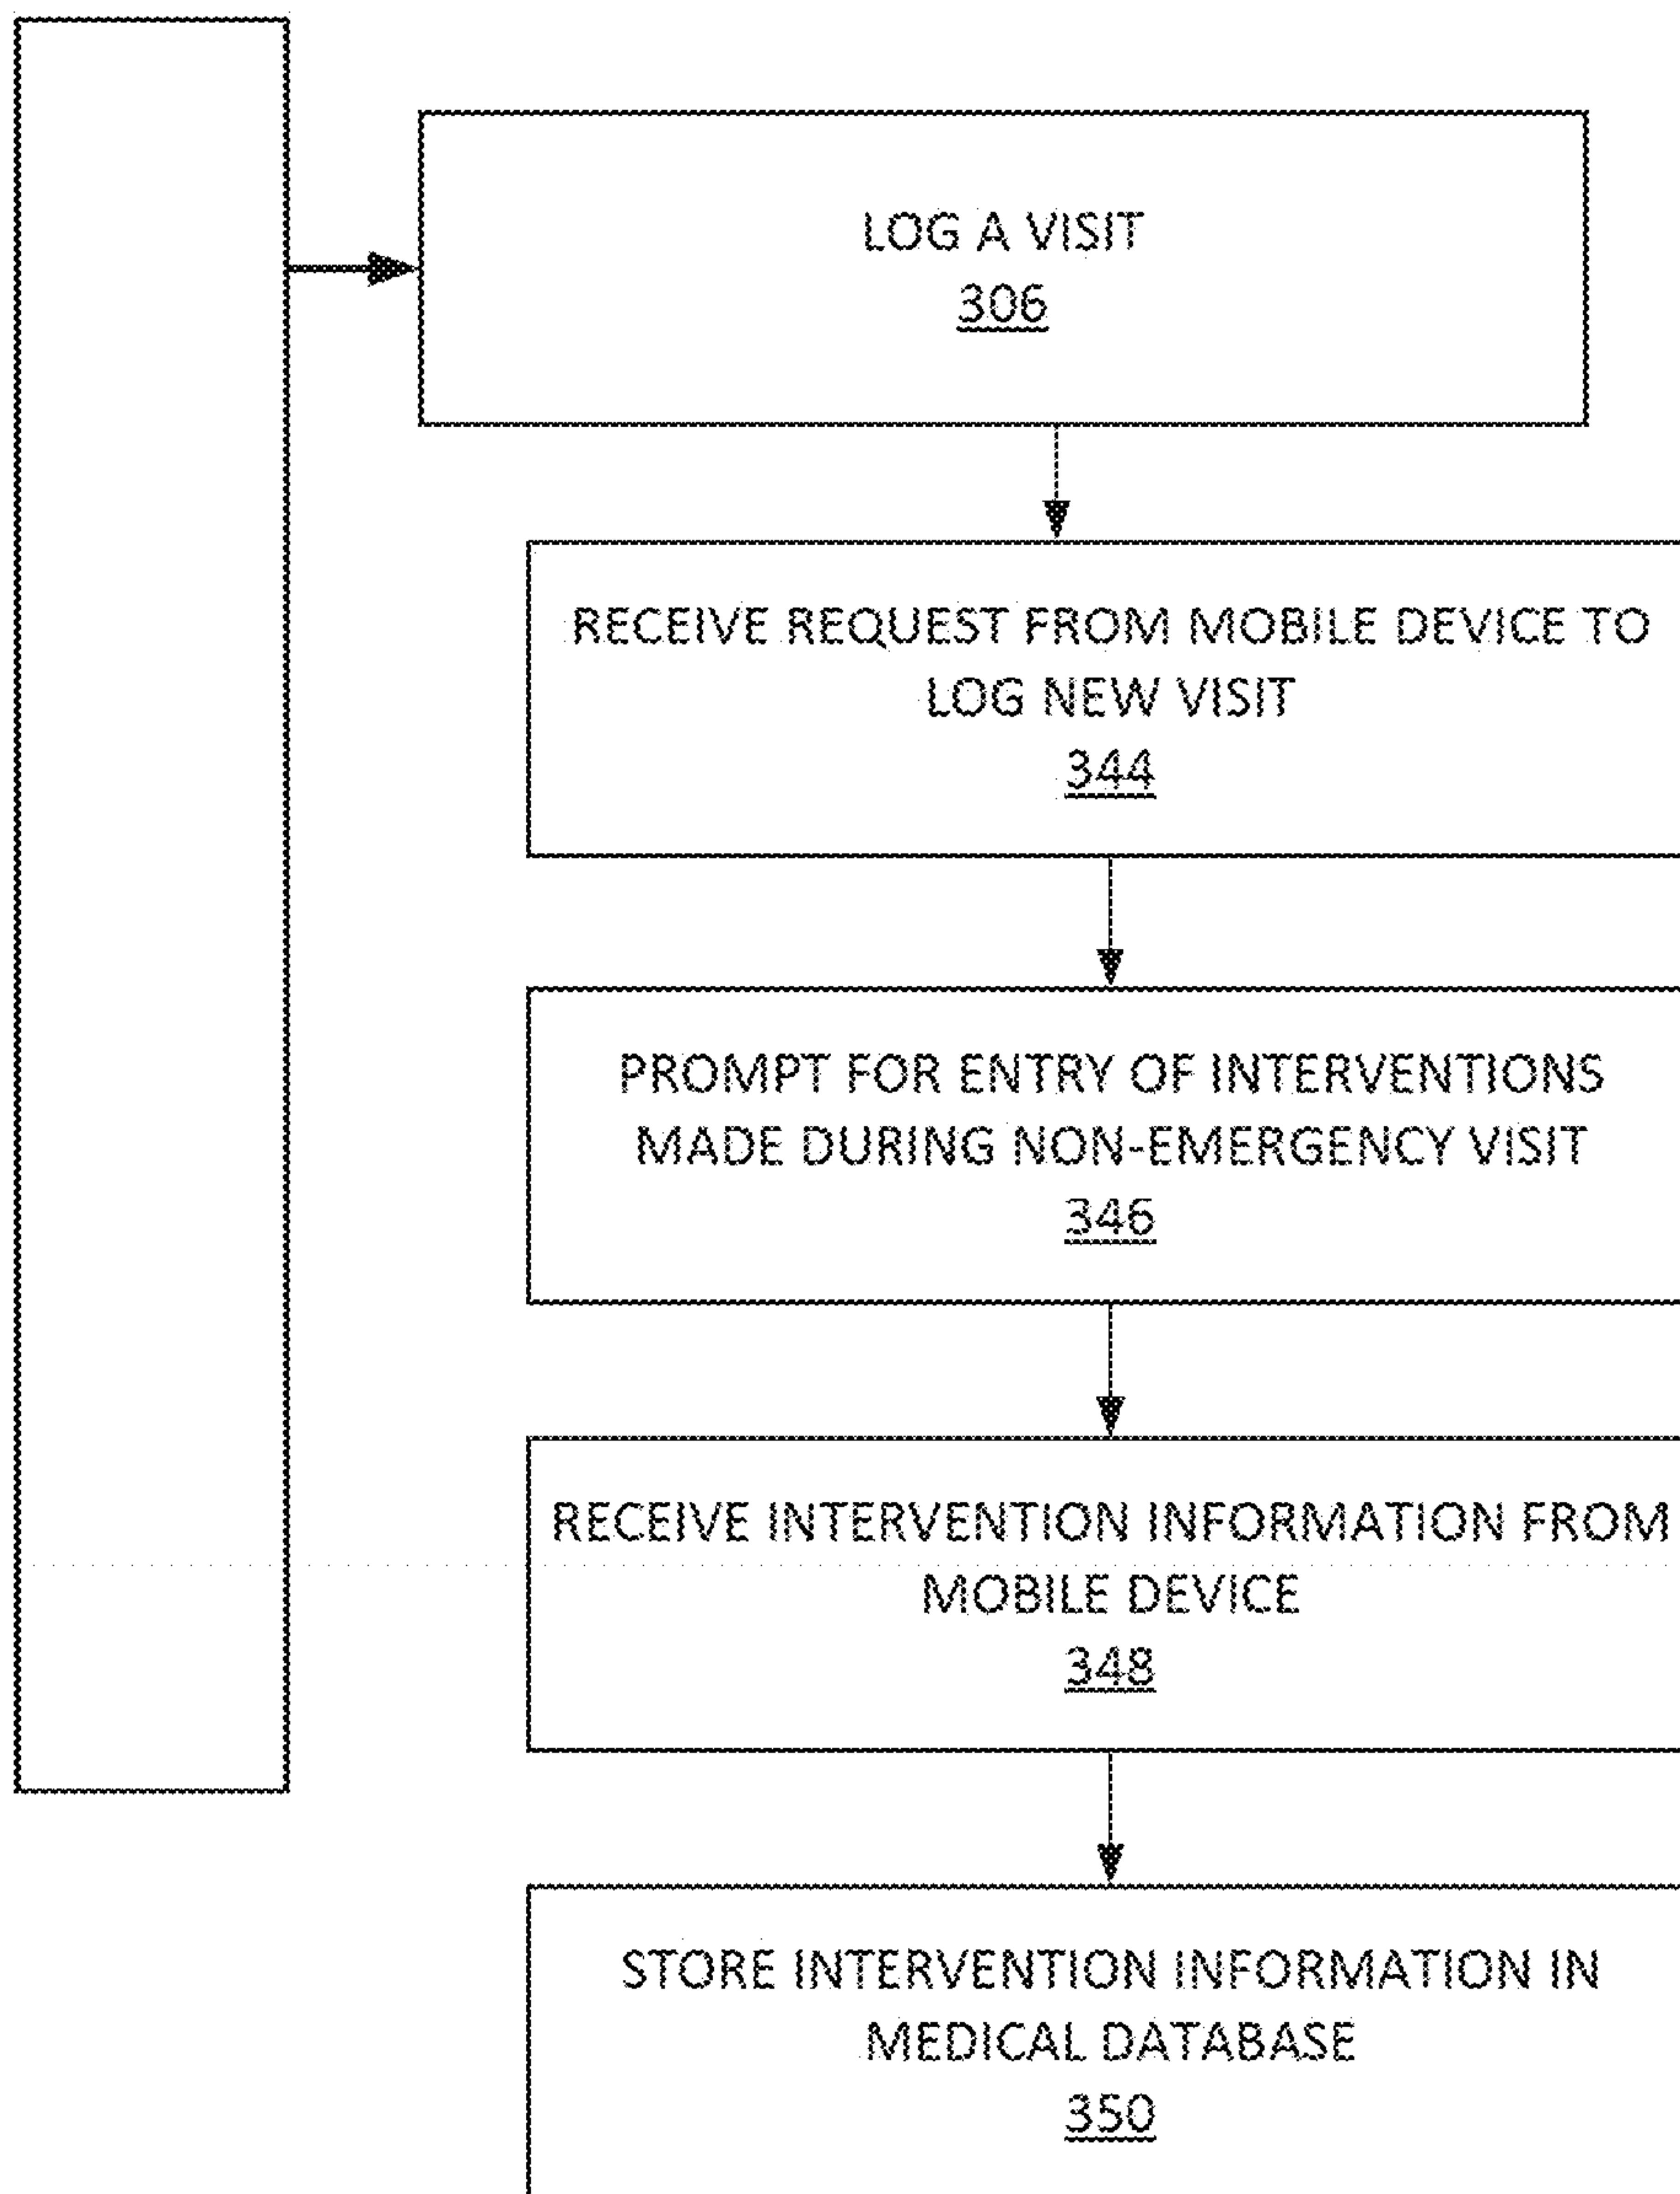 LOG A VISIT
306
RECEIVE REQUEST FROM MOBILE DEVICE TO
LOG NEW VISIT
344
PROMPT FOR ENTRY OF INTERVENTIONS
MADE DURING NON-EMERGENCY VISIT
346
RECEIVE INTERVENTION INFORMATION FROM
MOBILE DEVICE
348
STORE INTERVENTION INFORMATION IN
MEDICAL DATABASE
350